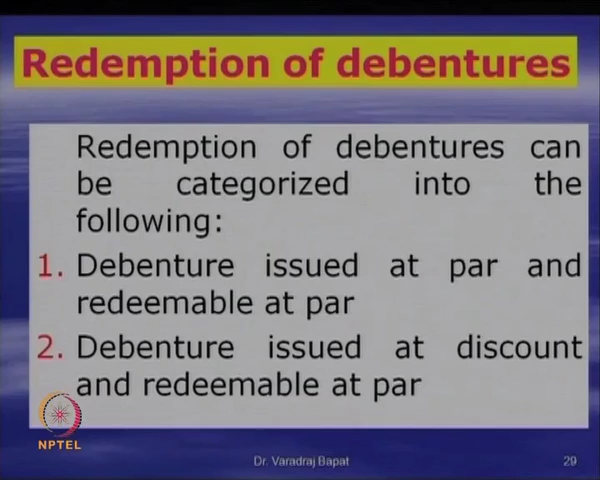 Redemption of debentures
Redemption of debentures can
be categorized into the
following:
1. Debenture issued at par and
redeemable at par
2. Debenture issued at discount
and redeemable at par
NPTEL
Dr. Varadraj Bapat
29